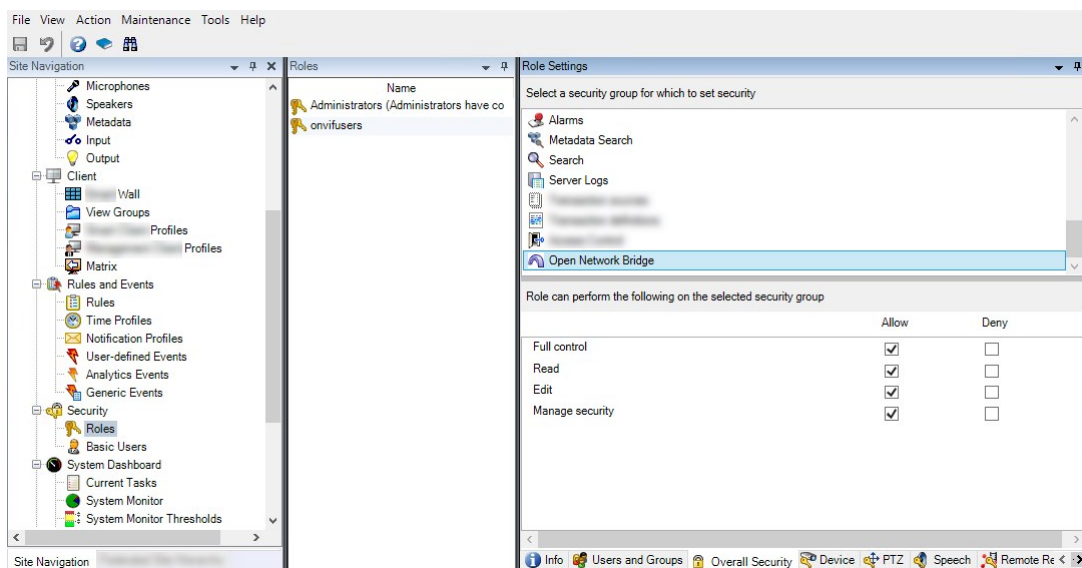 File View Action Maintenance Tools Help
Site Navigation
Microphones
Speakers
Metadata
Input
Output
Client
Wall
View Groups
Profiles
Profiles
Matrix
Rules and Events
Rules
Time Profiles
Notification Profiles
User-defined Events
Analytics Events
Generic Events
Security
Roles
Basic Users
System Dashboard
Current Tasks
System Monitor
System Monitor Thresholds
Site Navigation
Roles
Name
Administrators (Administrators have co
onvifusers
Role Settings
Select a security group for which to set security
Alarms
Metadata Search
Search
Server Logs
Open Network Bridge
Role can perform the following on the selected security group
Allow Deny
Full control
Read
Edit
Manage security
Info Users and Groups Overall Security Device PTZ Speech Remote Re